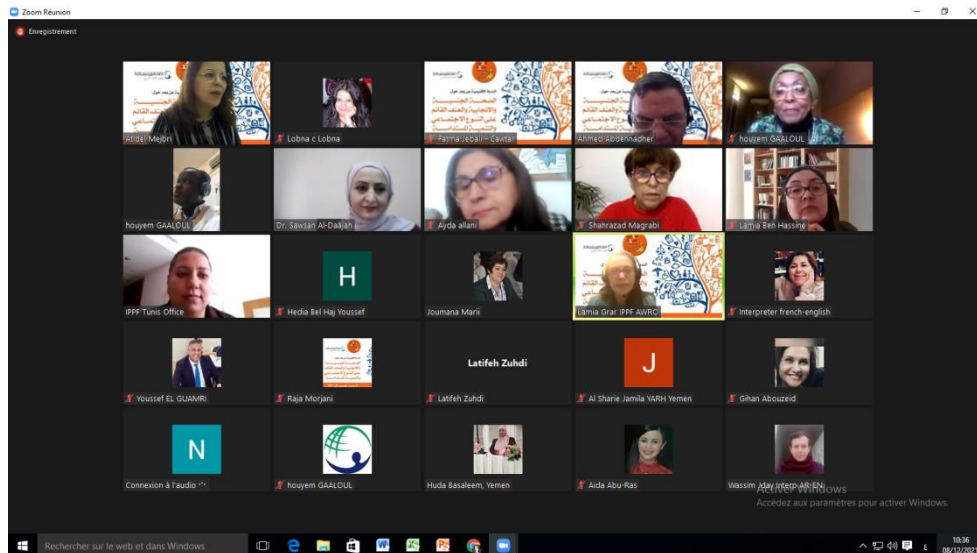 Zoom Réunion
Enregistrement
Atidel Mejbri
Lobna c Lobna
Fatma Jebali - Cawtar
Ahmed Abdennadher
houyem GAALOUL
houyem GAALOUL
Dr. Sawsan Al-Daajah
Ayda allani
Shahrazad Magrabi
Lamia Ben Hassine
IPPF Tunis Office
H
Hedia Bel Haj Youssef
Joumana Marii
Lamia Grar IPPF AWRO
Interpreter french-english
Youssef EL GUAMRI
Raja Morjani
Latifeh Zuhdi
Latifeh Zuhdi
J
Al Sharie Jamila YARH Yemen
Gihan Abouzeid
N
Connexion à l'audio
houyem GAALOUL
Huda Basaleem, Yemen
Aida Abu-Ras
Wassim Jday Interp AR-EN
Activer Windows
Accédez aux paramètres pour activer Windows.
Rechercher sur le web et dans Windows
10:36